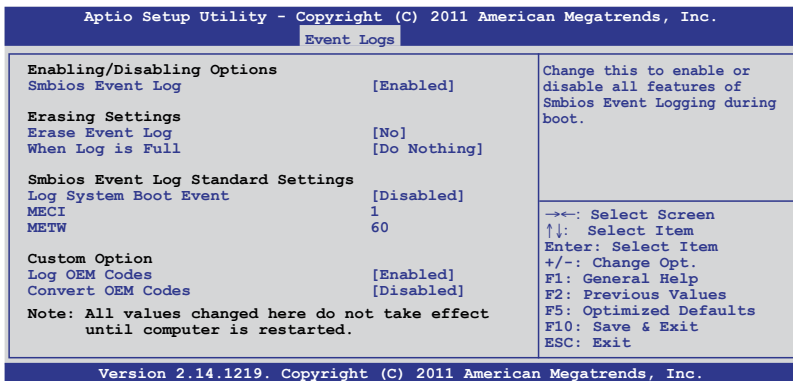 Aptio Setup Utility - Copyright (C) 2011 American Megatrends, Inc.
Event Logs
Enabling/Disabling Options
Smbios Event Log [Enabled]
Erasing Settings
Erase Event Log [No]
When Log is Full [Do Nothing]
Smbios Event Log Standard Settings
Log System Boot Event [Disabled]
MECI 1
METW 60
Custom Option
Log OEM Codes [Enabled]
Convert OEM Codes [Disabled]
Note: All values changed here do not take effect
until computer is restarted.
Change this to enable or
disable all features of
Smbios Event Logging during
boot.
→←: Select Screen
↑↓: Select Item
Enter: Select Item
+/-: Change Opt.
F1: General Help
F2: Previous Values
F5: Optimized Defaults
F10: Save & Exit
ESC: Exit
Version 2.14.1219. Copyright (C) 2011 American Megatrends, Inc.